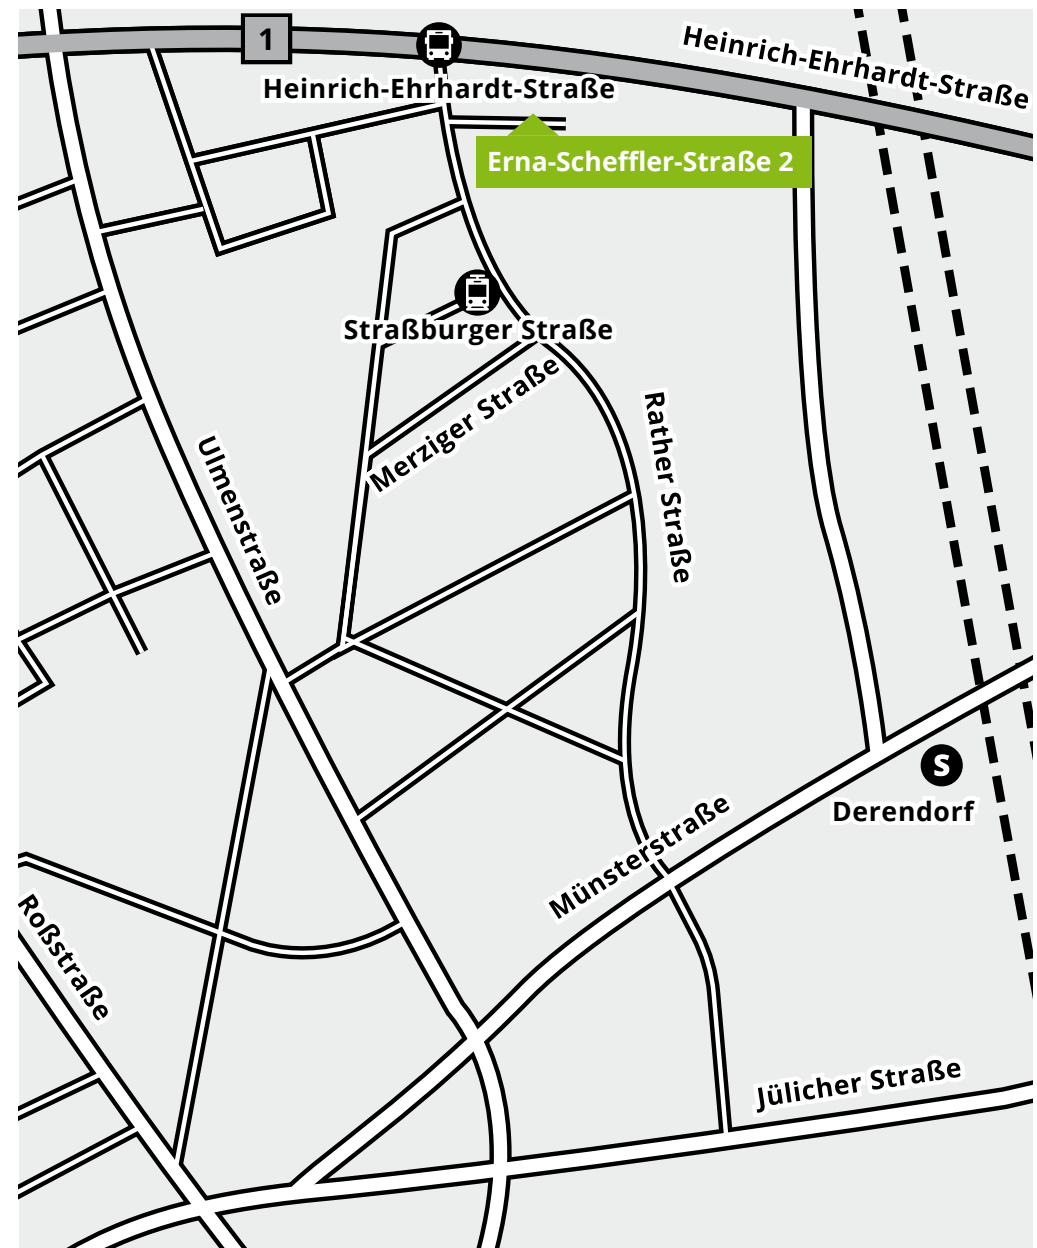 Heinrich-Ehrhardt-Straße
1
Heinrich-Ehrhardt-Straße
Erna-Scheffler-Straße 2
Straßburger Straße
Merziger Straße
Rather Straße
Ulmenstraße
S
Derendorf
Münsterstraße
Roßstraße
Jülicher Straße